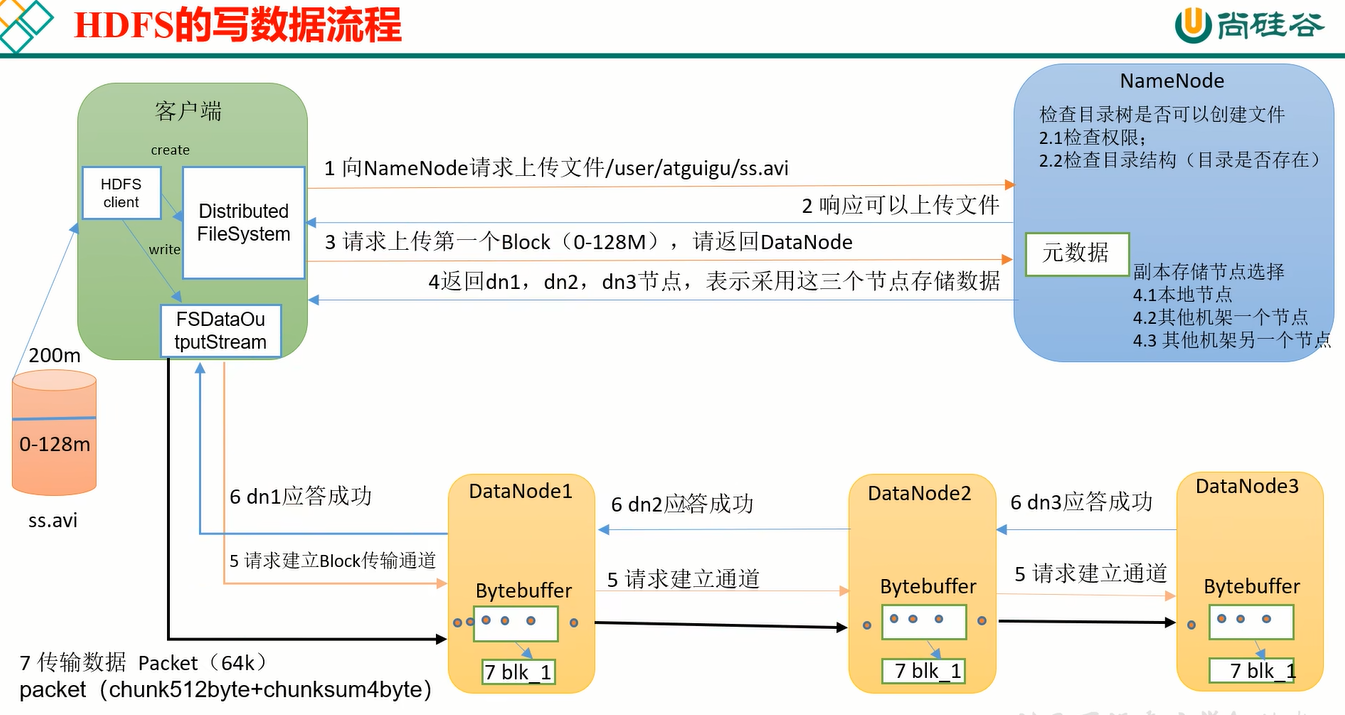 HDFS的写数据流程
尚硅谷
客户端
create
HDFS
client
Distributed
FileSystem
write
FSDataOu
tputStream
200m
0-128m
ss.avi
1 向NameNode请求上传文件/user/atguigu/ss.avi
2 响应可以上传文件
3 请求上传第一个Block（0-128M），请返回DataNode
4返回dn1，dn2，dn3节点，表示采用这三个节点存储数据
NameNode
检查目录树是否可以创建文件
2.1检查权限；
2.2检查目录结构（目录是否存在）
元数据
副本存储节点选择
4.1本地节点
4.2其他机架一个节点
4.3 其他机架另一个节点
6 dn1应答成功
5 请求建立Block传输通道
DataNode1
Bytebuffer
7 blk_1
6 dn2应答成功
5 请求建立通道
DataNode2
Bytebuffer
7 blk_1
6 dn3应答成功
5 请求建立通道
DataNode3
Bytebuffer
7 blk_1
7 传输数据 Packet（64k）
packet（chunk512byte+chunksum4byte）